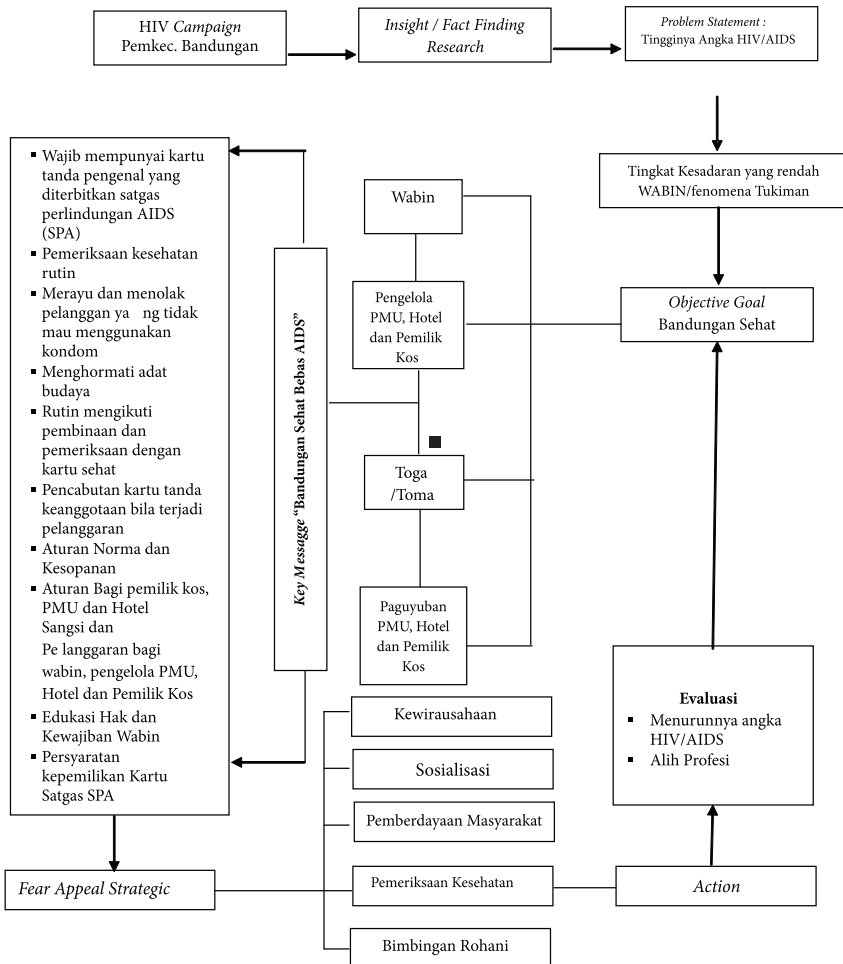 HIV Campaign
Pemkec. Bandungan
Insight / Fact Finding
Research
Problem Statement :
Tingginya Angka HIV/AIDS
Tingkat Kesadaran yang rendah
WABIN/fenomena Tukiman
Objective Goal
Bandungan Sehat
Wabin
Pengelola
PMU, Hotel
dan Pemilik
Kos
Toga
/Toma
Paguyuban
PMU, Hotel
dan Pemilik
Kos
Key Messagge “Bandungan Sehat Bebas AIDS”
▪ Wajib mempunyai kartu
tanda pengenal yang
diterbitkan satgas
perlindungan AIDS
(SPA)
▪ Pemeriksaan kesehatan
rutin
▪ Merayu dan menolak
pelanggan ya ng tidak
mau menggunakan
kondom
▪ Menghormati adat
budaya
▪ Rutin mengikuti
pembinaan dan
pemeriksaan dengan
kartu sehat
▪ Pencabutan kartu tanda
keanggotaan bila terjadi
pelanggaran
▪ Aturan Norma dan
Kesopanan
▪ Aturan Bagi pemilik kos,
PMU dan Hotel
Sangsi dan
Pe langgaran bagi
wabin, pengelola PMU,
Hotel dan Pemilik Kos
▪ Edukasi Hak dan
Kewajiban Wabin
▪ Persyaratan
kepemilikan Kartu
Satgas SPA
Fear Appeal Strategic
Kewirausahaan
Sosialisasi
Pemberdayaan Masyarakat
Pemeriksaan Kesehatan
Bimbingan Rohani
Action
Evaluasi
▪ Menurunnya angka
HIV/AIDS
▪ Alih Profesi